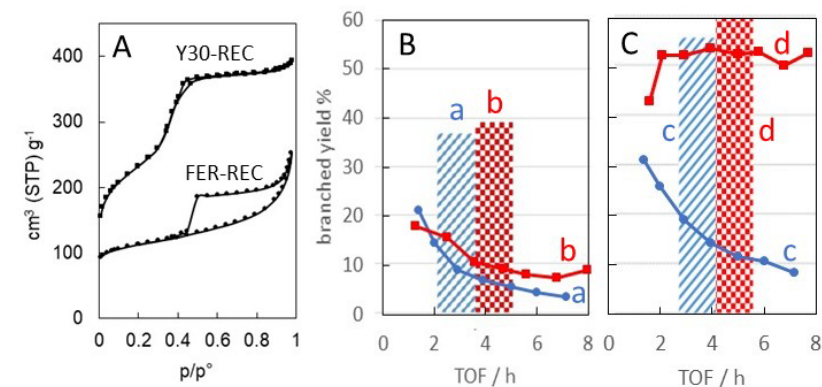 A
Y30-REC
FER-REC
400
300
200
100
0
0 0.2 0.4 0.6 0.8 1
p/p°
cm³ (STP) g⁻¹
B
a
b
b
a
60
50
40
30
20
10
0
0 2 4 6 8
TOF / h
branched yield %
C
d
c
d
c
0 2 4 6 8
TOF / h